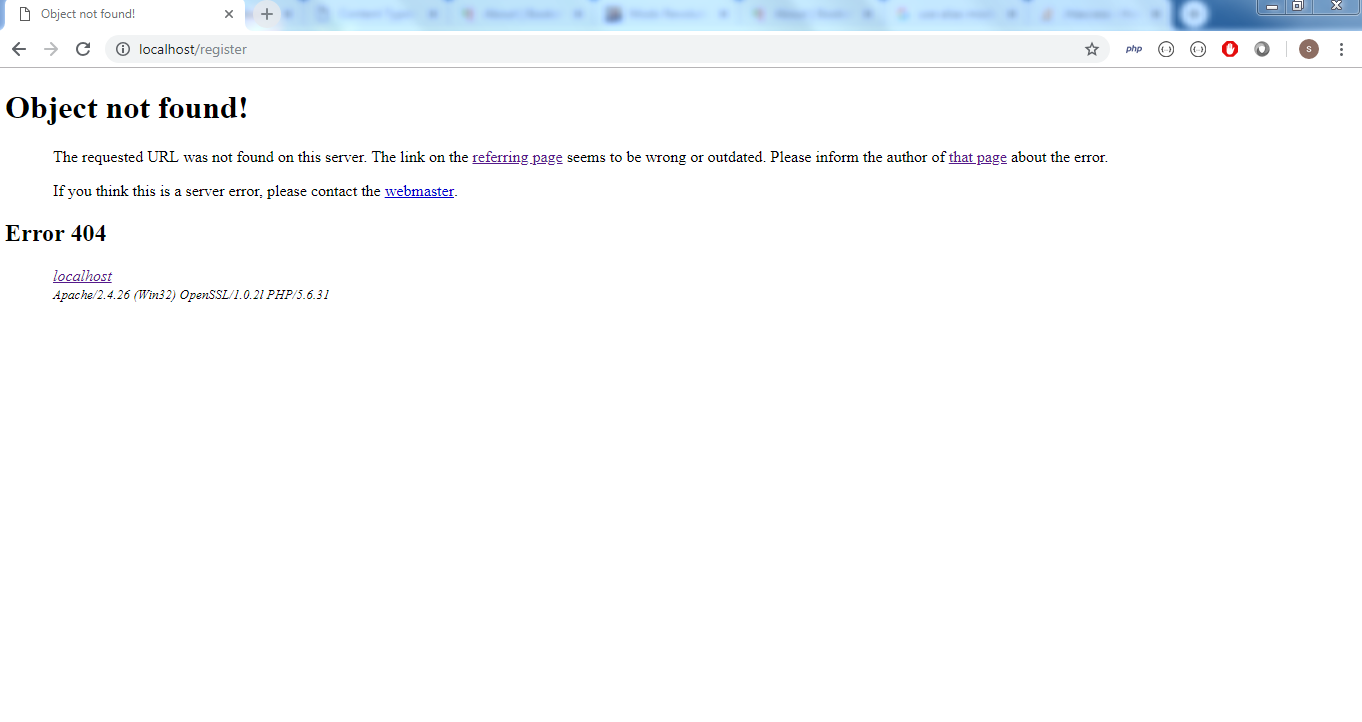 Object not found!
localhost/register
php
s
Object not found!
The requested URL was not found on this server. The link on the referring page seems to be wrong or outdated. Please inform the author of that page about the error.
If you think this is a server error, please contact the webmaster.
Error 404
localhost
Apache/2.4.26 (Win32) OpenSSL/1.0.2l PHP/5.6.31